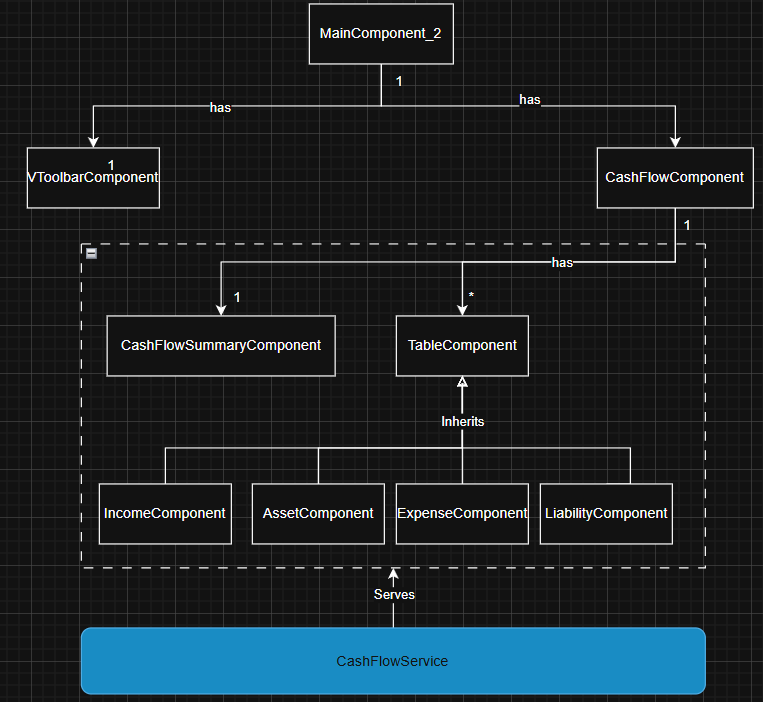 MainComponent_2
1
has
has
1
VToolbarComponent
CashFlowComponent
1
has
1
*
CashFlowSummaryComponent
TableComponent
Inherits
IncomeComponent
AssetComponent
ExpenseComponent
LiabilityComponent
Serves
CashFlowService